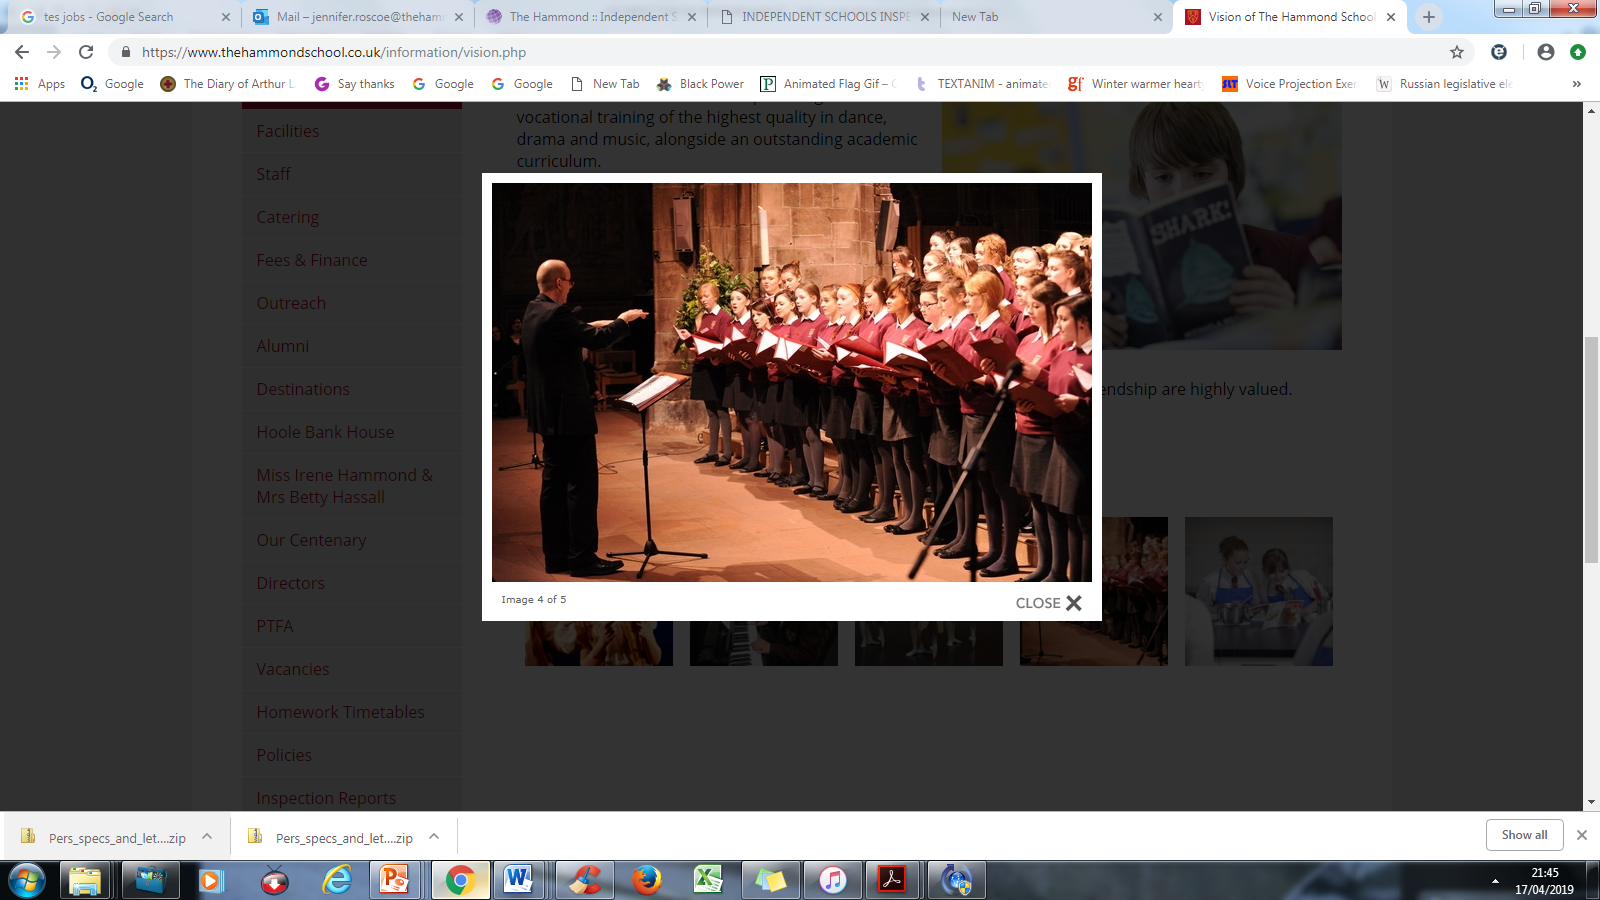 tes jobs - Google Search
Mail – jennifer.roscoe@theham
The Hammond :: Independent S
INDEPENDENT SCHOOLS INSPE
New Tab
Vision of The Hammond School
https://www.thehammondschool.co.uk/information/vision.php
Apps
Google
The Diary of Arthur L
Say thanks
Google
Google
New Tab
Black Power
Animated Flag Gif – C
TEXTANIM - animate
Winter warmer heart
Voice Projection Exer
Russian legislative ele
»
vocational training of the highest quality in dance,
drama and music, alongside an outstanding academic
curriculum.
Facilities
Staff
Catering
Fees & Finance
Outreach
Alumni
Destinations
Hoole Bank House
Miss Irene Hammond &
Mrs Betty Hassall
Our Centenary
Directors
PTFA
Vacancies
Homework Timetables
Policies
Inspection Reports
SHARK!
endship are highly valued.
Image 4 of 5
CLOSE
Pers_specs_and_let....zip
Pers_specs_and_let....zip
Show all
21:45
17/04/2019